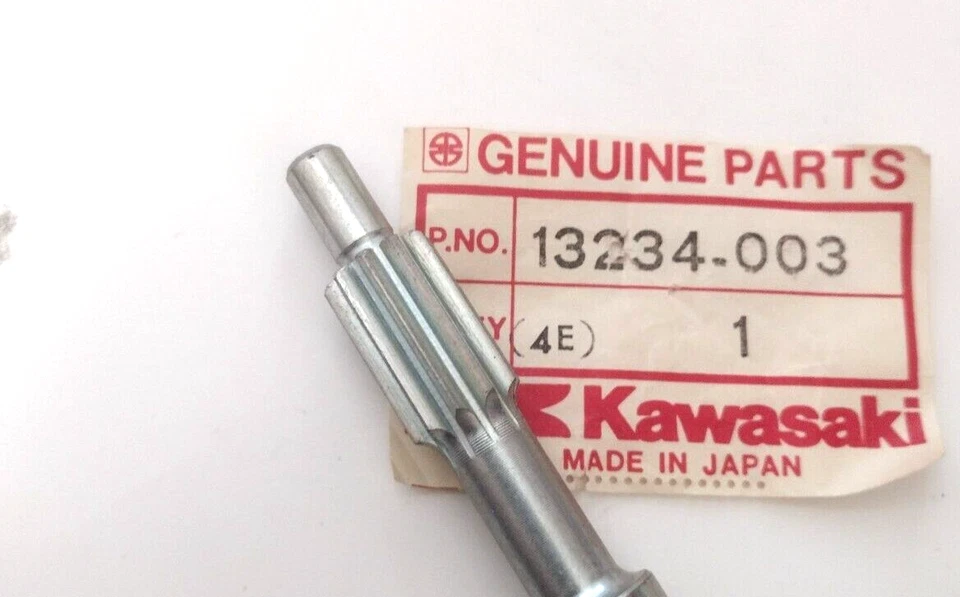 GENUINE PARTS
P.NO. 13234-003
Y (4E) 1
Kawasaki
MADE IN JAPAN